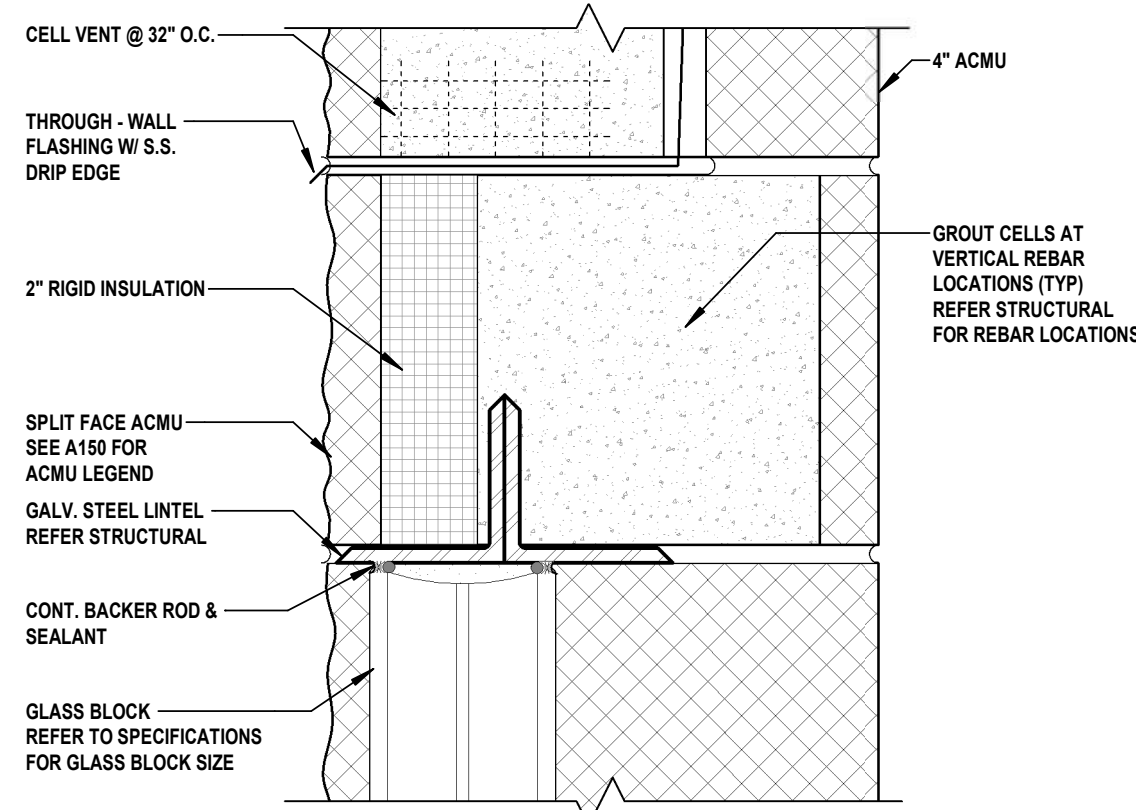 CELL VENT @ 32" O.C.
THROUGH - WALL
FLASHING W/ S.S.
DRIP EDGE
2" RIGID INSULATION
SPLIT FACE ACMU
SEE A150 FOR
ACMU LEGEND
GALV. STEEL LINTEL
REFER STRUCTURAL
CONT. BACKER ROD &
SEALANT
GLASS BLOCK
REFER TO SPECIFICATIONS
FOR GLASS BLOCK SIZE
4" ACMU
GROUT CELLS AT
VERTICAL REBAR
LOCATIONS (TYP)
REFER STRUCTURAL
FOR REBAR LOCATIONS